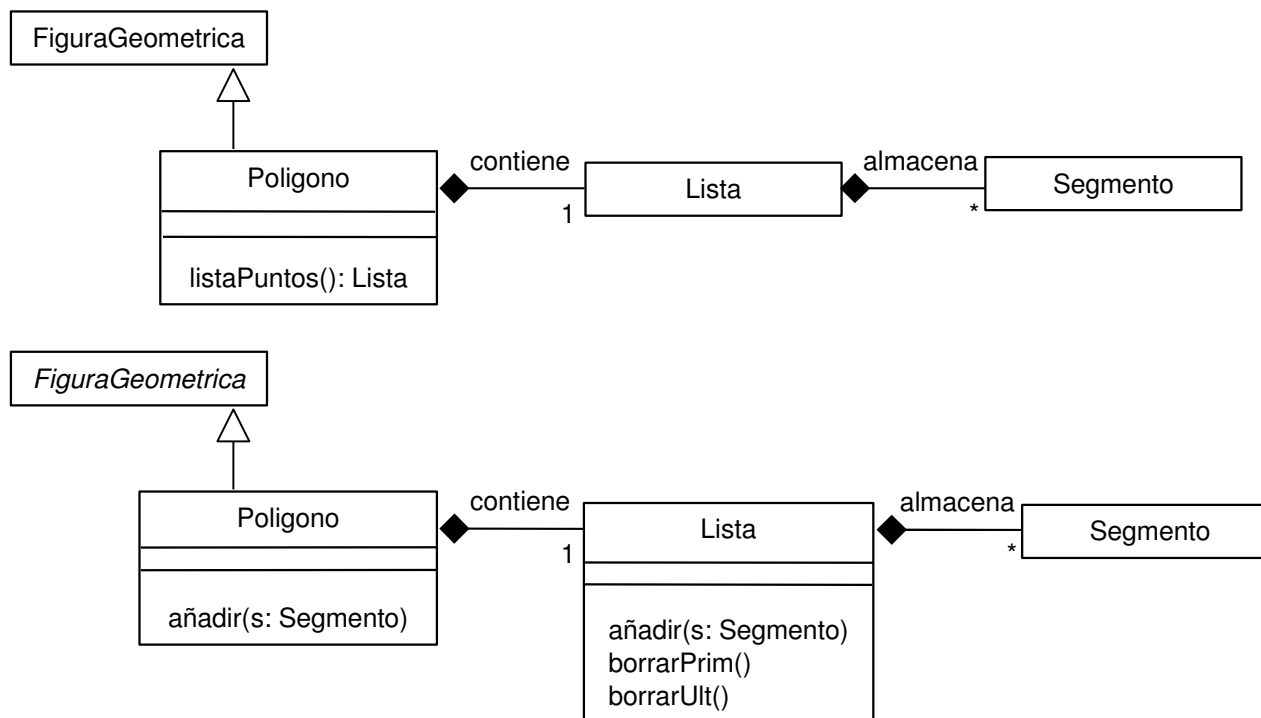 FiguraGeometrica
Poligono
contiene
1
Lista
almacena
*
Segmento
listaPuntos(): Lista
FiguraGeometrica
Poligono
contiene
1
Lista
almacena
*
Segmento
añadir(s: Segmento)
añadir(s: Segmento)
borrarPrim()
borrarUlt()